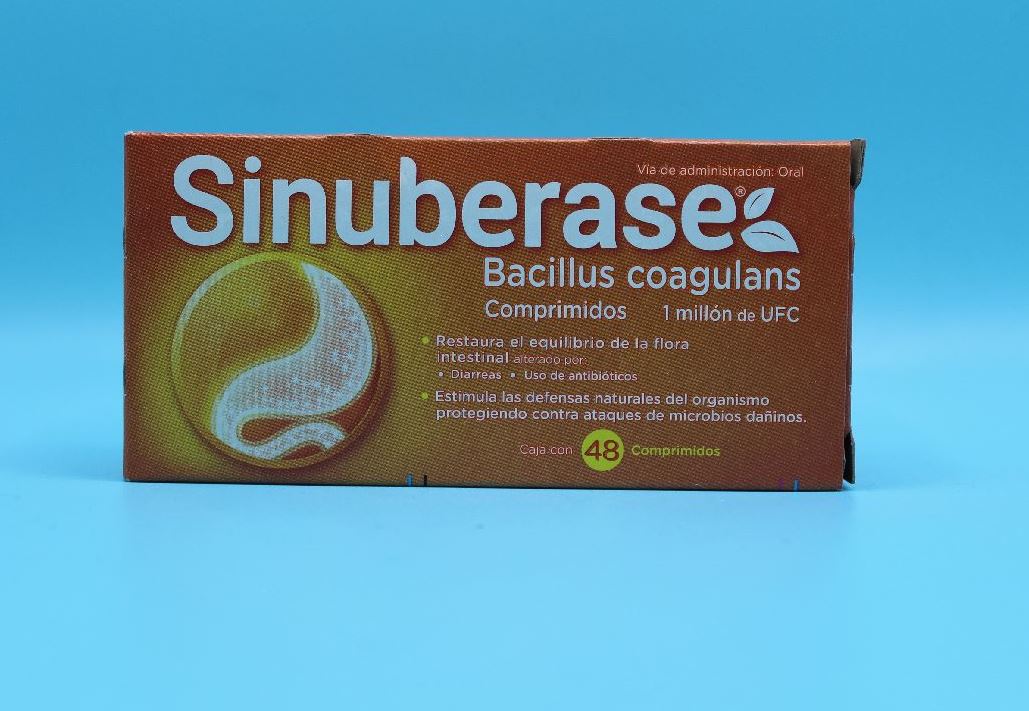 Vía de administración: Oral
Sinuberase®
Bacillus coagulans
Comprimidos 1 millón de UFC
• Restaura el equilibrio de la flora
intestinal alterado por:
• Diarreas • Uso de antibióticos
• Estimula las defensas naturales del organismo
protegiendo contra ataques de microbios dañinos.
Caja con 48 Comprimidos